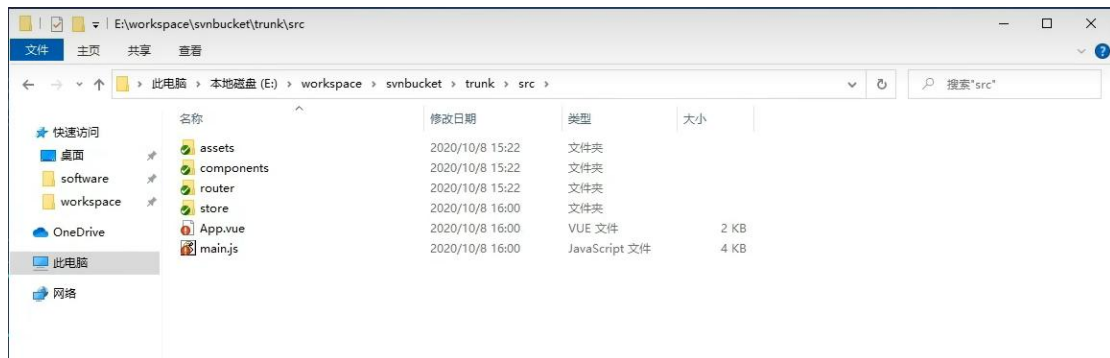 E:\workspace\svnbucket\trunk\src
文件 主页 共享 查看
此电脑 › 本地磁盘 (E:) › workspace › svnbucket › trunk › src ›
搜索"src"
名称 修改日期 类型 大小
快速访问
桌面
software
workspace
OneDrive
此电脑
网络
assets 2020/10/8 15:22 文件夹
components 2020/10/8 15:22 文件夹
router 2020/10/8 15:22 文件夹
store 2020/10/8 16:00 文件夹
App.vue 2020/10/8 16:00 VUE 文件 2 KB
main.js 2020/10/8 16:00 JavaScript 文件 4 KB